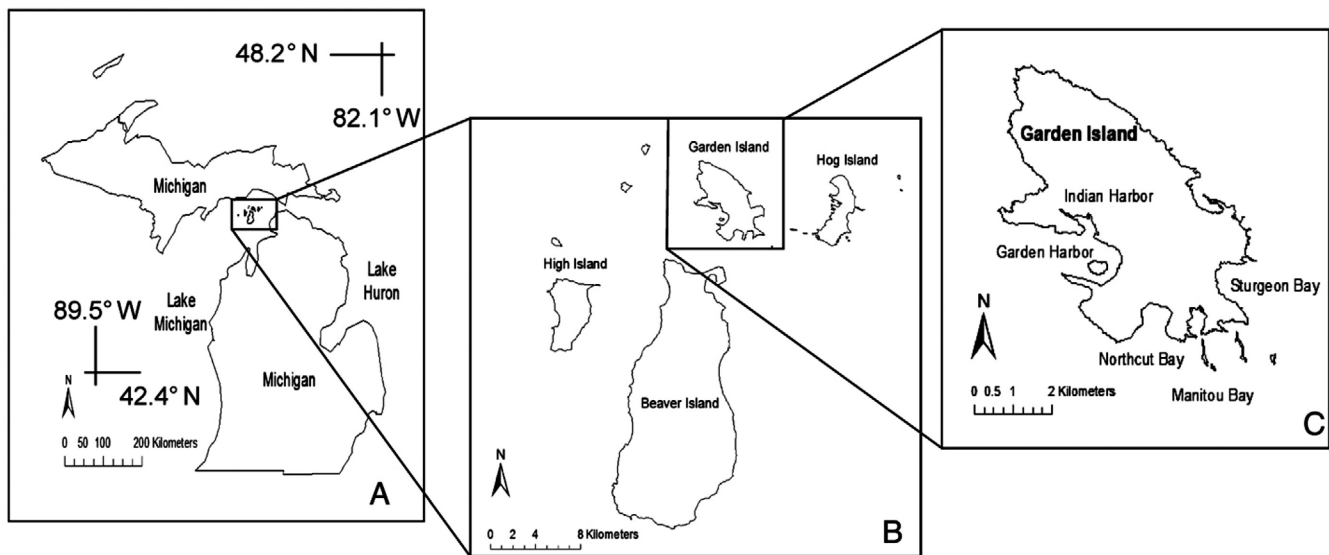 48.2° N
82.1° W
Michigan
Lake
Huron
Lake
Michigan
89.5° W
42.4° N
Michigan
N
0 50 100 200 Kilometers
A
Garden Island
Hog Island
High Island
Beaver Island
N
0 2 4 8 Kilometers
B
Garden Island
Indian Harbor
Garden Harbor
Sturgeon Bay
N
Northcut Bay
Manitou Bay
0 0.5 1 2 Kilometers
C